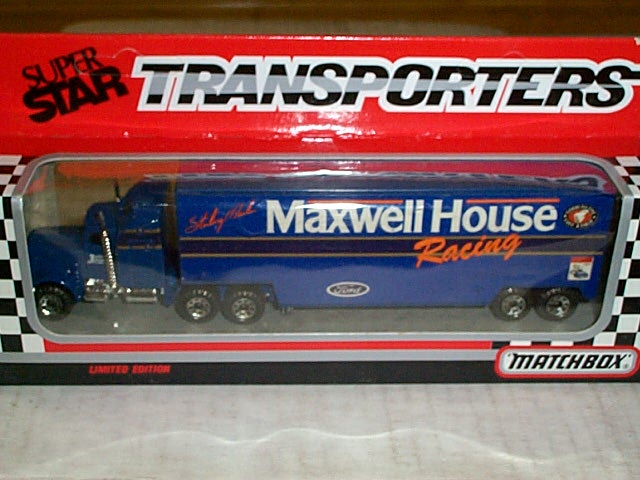 SUPER STAR
TRANSPORTERS
Maxwell House
Racing
Ford
LIMITED EDITION
MATCHBOX